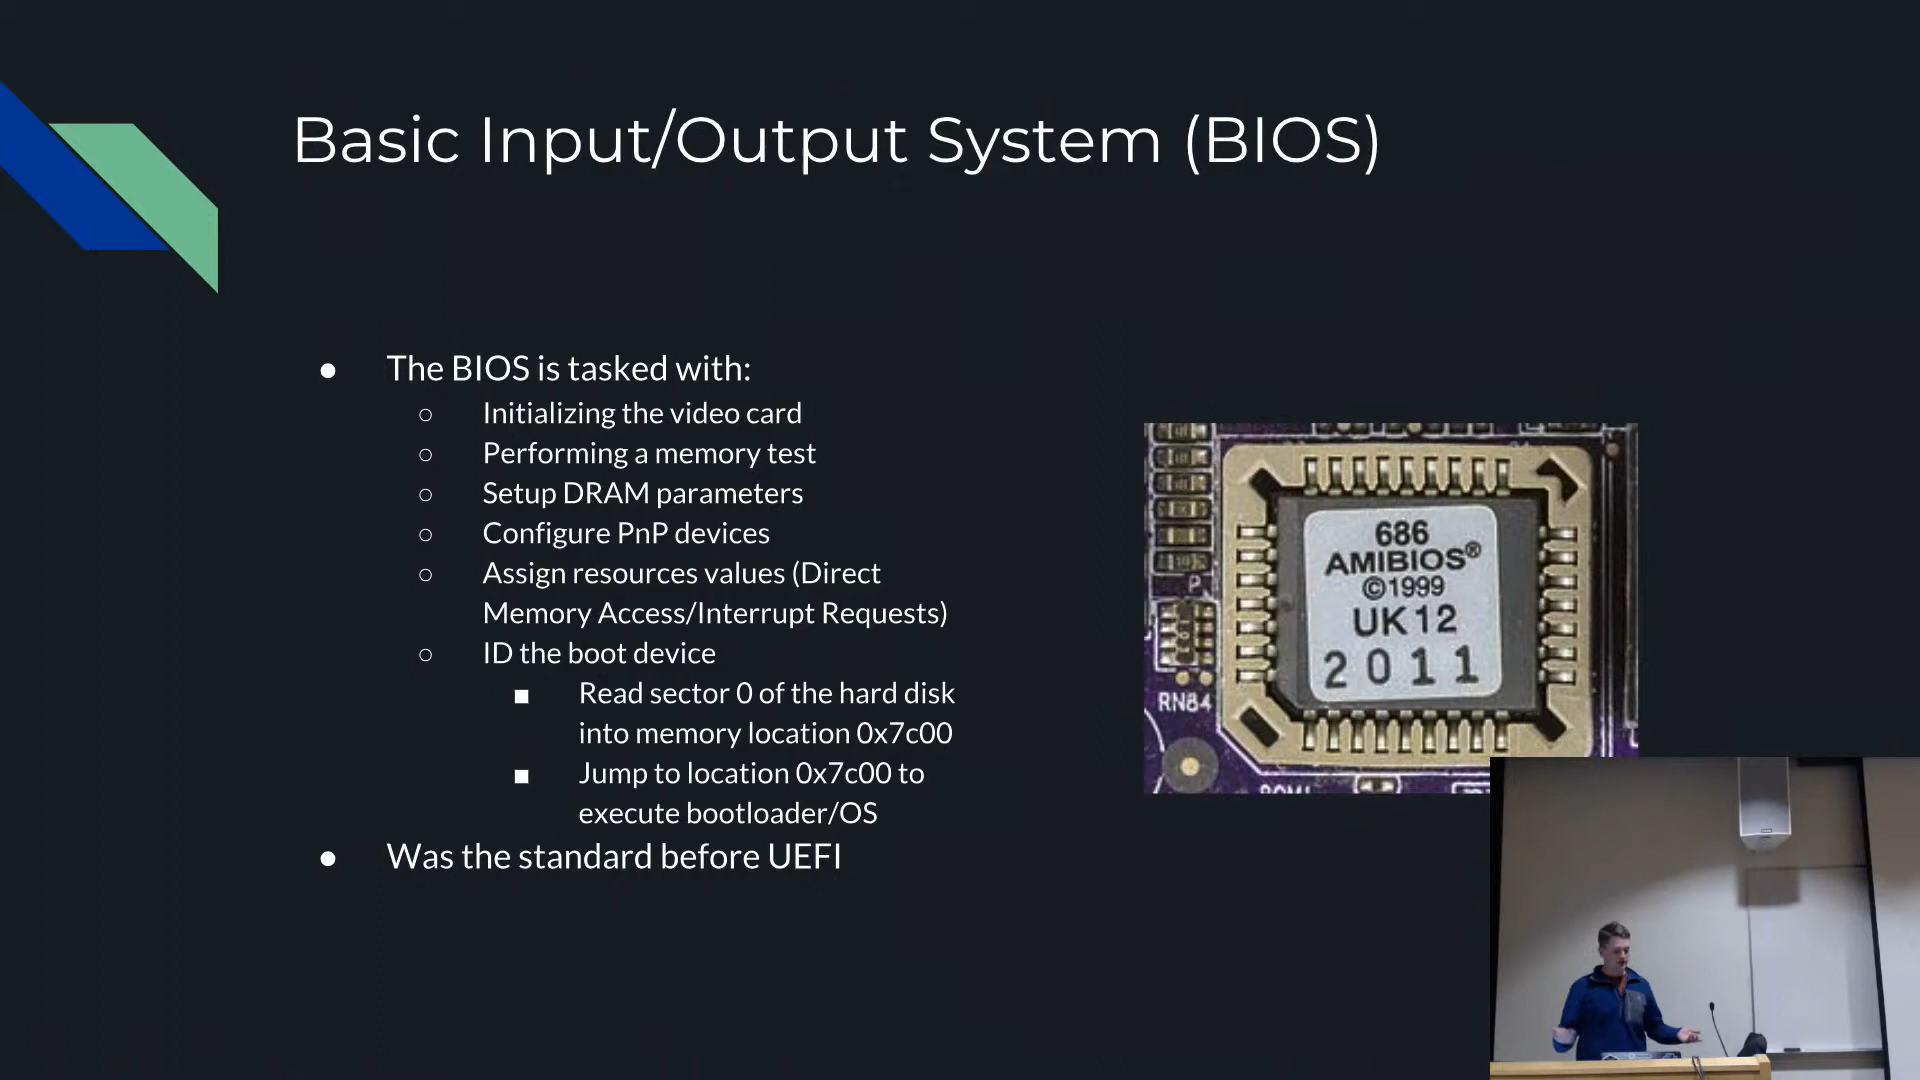 Basic Input/Output System (BIOS)
● The BIOS is tasked with:
○ Initializing the video card
○ Performing a memory test
○ Setup DRAM parameters
○ Configure PnP devices
○ Assign resources values (Direct
Memory Access/Interrupt Requests)
○ ID the boot device
■ Read sector 0 of the hard disk
into memory location 0x7c00
■ Jump to location 0x7c00 to
execute bootloader/OS
● Was the standard before UEFI
686
AMIBIOS®
©1999
UK12
2011
P
RN84